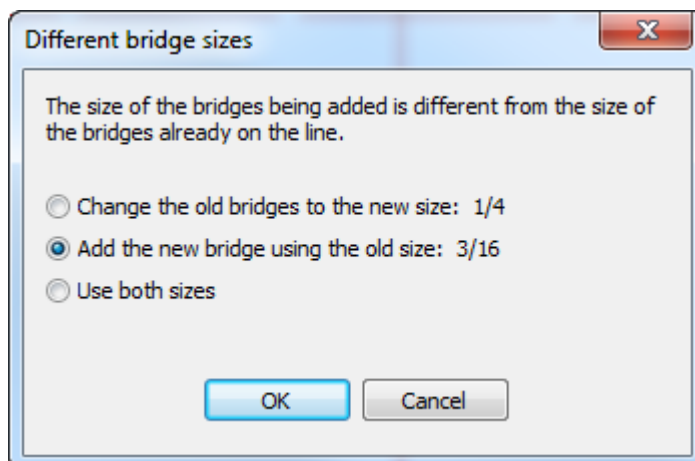 Different bridge sizes
The size of the bridges being added is different from the size of
the bridges already on the line.
Change the old bridges to the new size: 1/4
Add the new bridge using the old size: 3/16
Use both sizes
OK Cancel